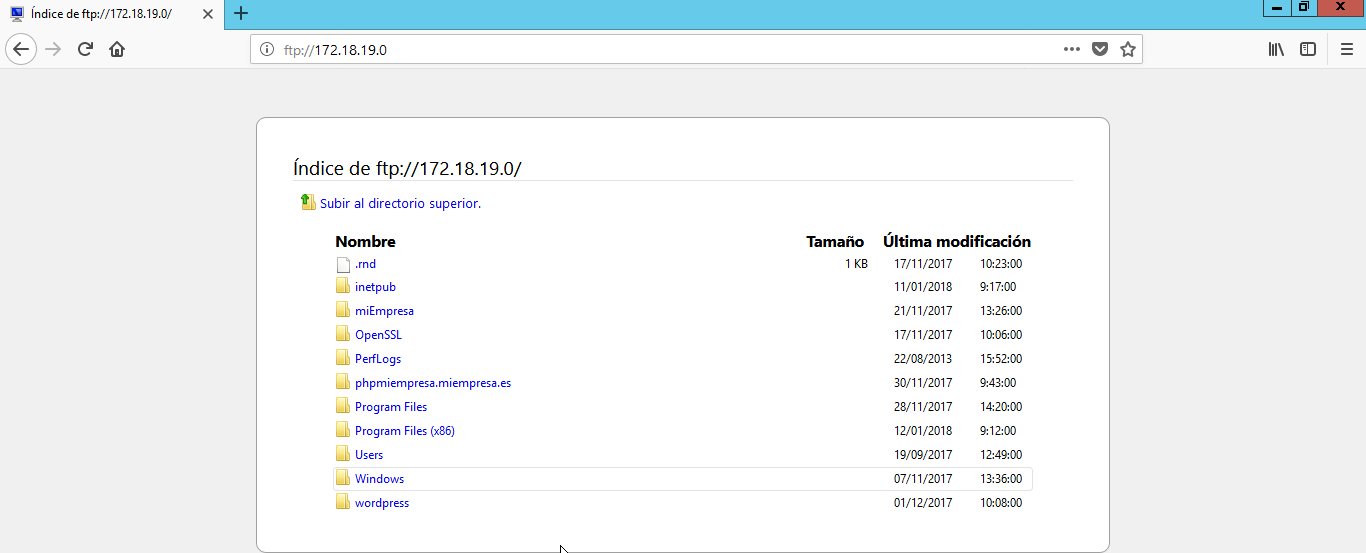 Índice de ftp://172.18.19.0/
ftp://172.18.19.0
Índice de ftp://172.18.19.0/
Subir al directorio superior.
Nombre Tamaño Última modificación
.rnd 1 KB 17/11/2017 10:23:00
inetpub 11/01/2018 9:17:00
miEmpresa 21/11/2017 13:26:00
OpenSSL 17/11/2017 10:06:00
PerfLogs 22/08/2013 15:52:00
phpmiempresa.miempresa.es 30/11/2017 9:43:00
Program Files 28/11/2017 14:20:00
Program Files (x86) 12/01/2018 9:12:00
Users 19/09/2017 12:49:00
Windows 07/11/2017 13:36:00
wordpress 01/12/2017 10:08:00